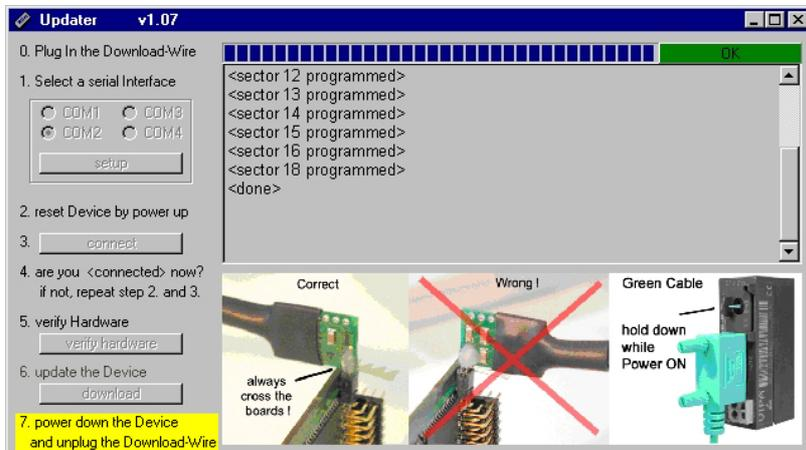 Updater v1.07
0. Plug In the Download-Wire
OK
1. Select a serial Interface
COM1 COM3
COM2 COM4
setup
2. reset Device by power up
3. connect
4. are you <connected> now?
if not, repeat step 2. and 3.
5. verify Hardware
verify hardware
6. update the Device
download
7. power down the Device
and unplug the Download-Wire
<sector 12 programmed>
<sector 13 programmed>
<sector 14 programmed>
<sector 15 programmed>
<sector 16 programmed>
<sector 18 programmed>
<done>
Correct
always
cross the
boards !
Wrong !
Green Cable
hold down
while
Power ON